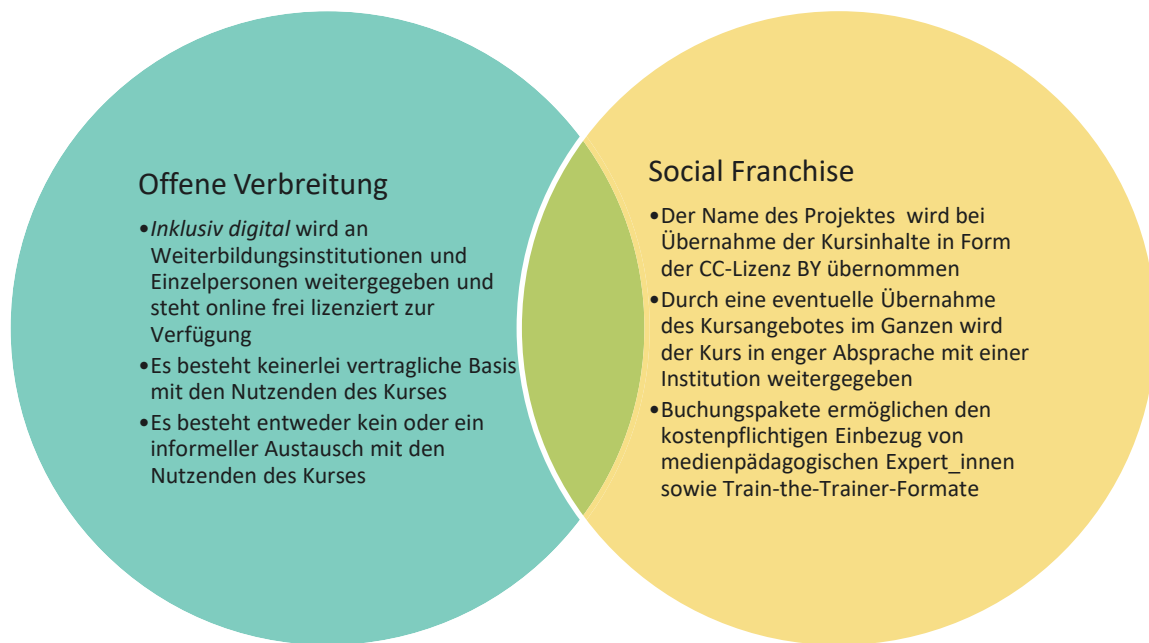 Offene Verbreitung
•Inklusiv digital wird an
Weiterbildungsinstitutionen und
Einzelpersonen weitergegeben und
steht online frei lizenziert zur
Verfügung
•Es besteht keinerlei vertragliche Basis
mit den Nutzenden des Kurses
•Es besteht entweder kein oder ein
informeller Austausch mit den
Nutzenden des Kurses
Social Franchise
•Der Name des Projektes wird bei
Übernahme der Kursinhalte in Form
der CC-Lizenz BY übernommen
•Durch eine eventuelle Übernahme
des Kursangebotes im Ganzen wird
der Kurs in enger Absprache mit einer
Institution weitergegeben
•Buchungspakete ermöglichen den
kostenpflichtigen Einbezug von
medienpädagogischen Expert_innen
sowie Train-the-Trainer-Formate